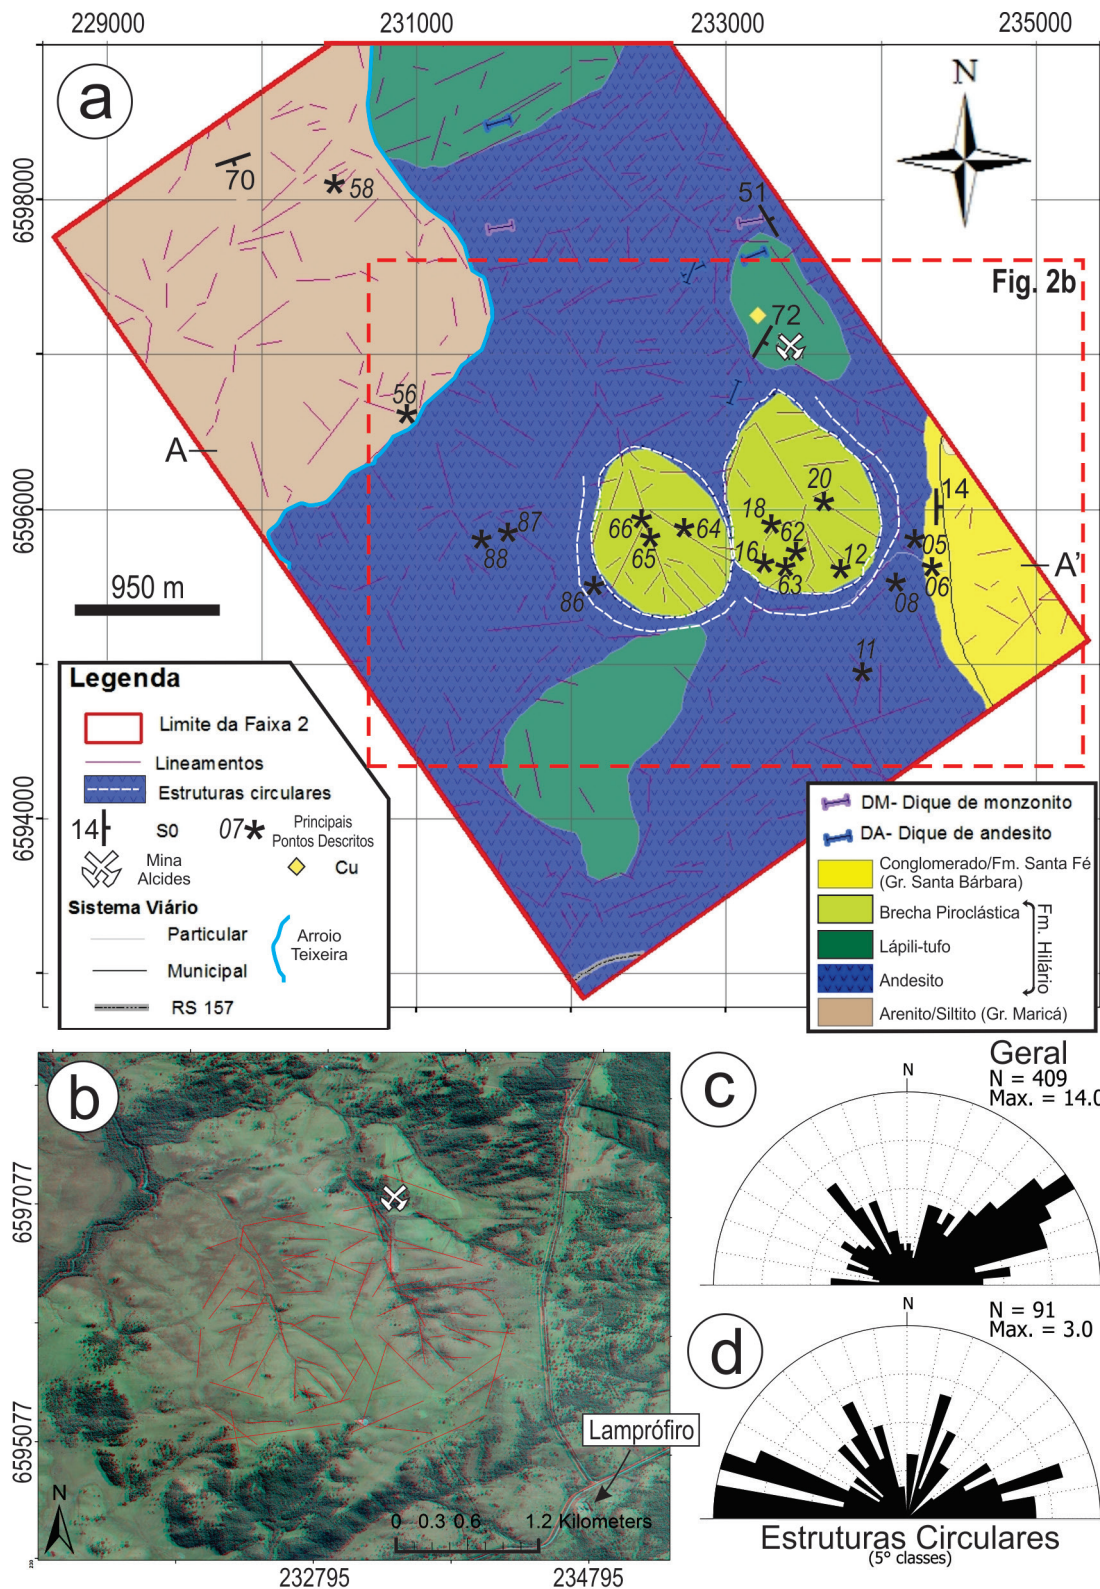 229000 231000 233000 235000
a
N
6598000
6596000
6594000
70
58
51
Fig. 2b
72
56
A
20
14
18
66
64
62
87
05
65
88
16
12
A'
63
06
86
08
950 m
11
Legenda
Limite da Faixa 2
Lineamentos
Estruturas circulares
14 S0 07 Principais
Pontos Descritos
Mina
Alcides
Cu
Sistema Viário
Particular
Arroio
Teixeira
Municipal
RS 157
DM- Dique de monzonito
DA- Dique de andesito
Conglomerado/Fm. Santa Fé
(Gr. Santa Bárbara)
Brecha Piroclástica
Lápili-tufo
Andesito
Fm. Hilário
Arenito/Siltito (Gr. Maricá)
b
6597077
6595077
Lamprófiro
N
0 0.3 0.6 1.2 Kilometers
232795 234795
c
Geral
N = 409
Max. = 14.0
N
d
N = 91
Max. = 3.0
N
Estruturas Circulares
(5° classes)